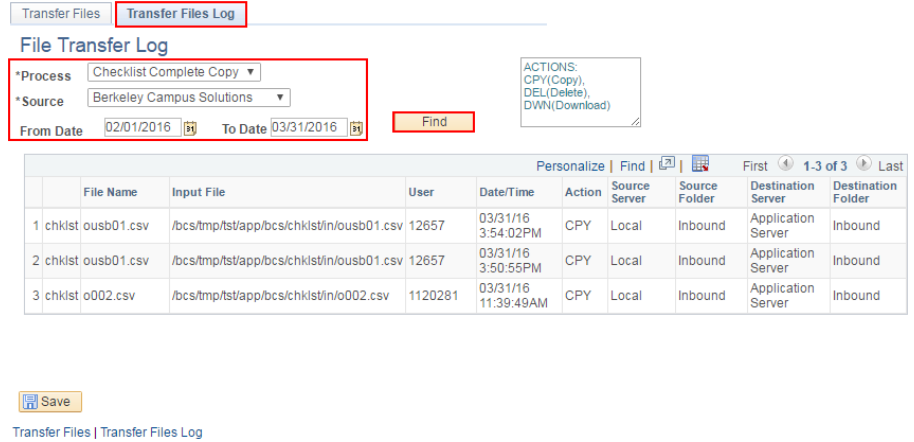 Transfer Files Transfer Files Log
File Transfer Log
*Process Checklist Complete Copy
*Source Berkeley Campus Solutions
From Date 02/01/2016 31 To Date 03/31/2016 31
Find
ACTIONS:
CPY(Copy),
DEL(Delete),
DWN(Download)
Personalize | Find | | First 1-3 of 3 Last
File Name Input File User Date/Time Action Source Server Source Folder Destination Server Destination Folder
1 chklst ousb01.csv /bcs/tmp/tst/app/bcs/chklst/in/ousb01.csv 12657 03/31/16 3:54:02PM CPY Local Inbound Application Server Inbound
2 chklst ousb01.csv /bcs/tmp/tst/app/bcs/chklst/in/ousb01.csv 12657 03/31/16 3:50:55PM CPY Local Inbound Application Server Inbound
3 chklst o002.csv /bcs/tmp/tst/app/bcs/chklst/in/o002.csv 1120281 03/31/16 11:39:49AM CPY Local Inbound Application Server Inbound
Save
Transfer Files | Transfer Files Log